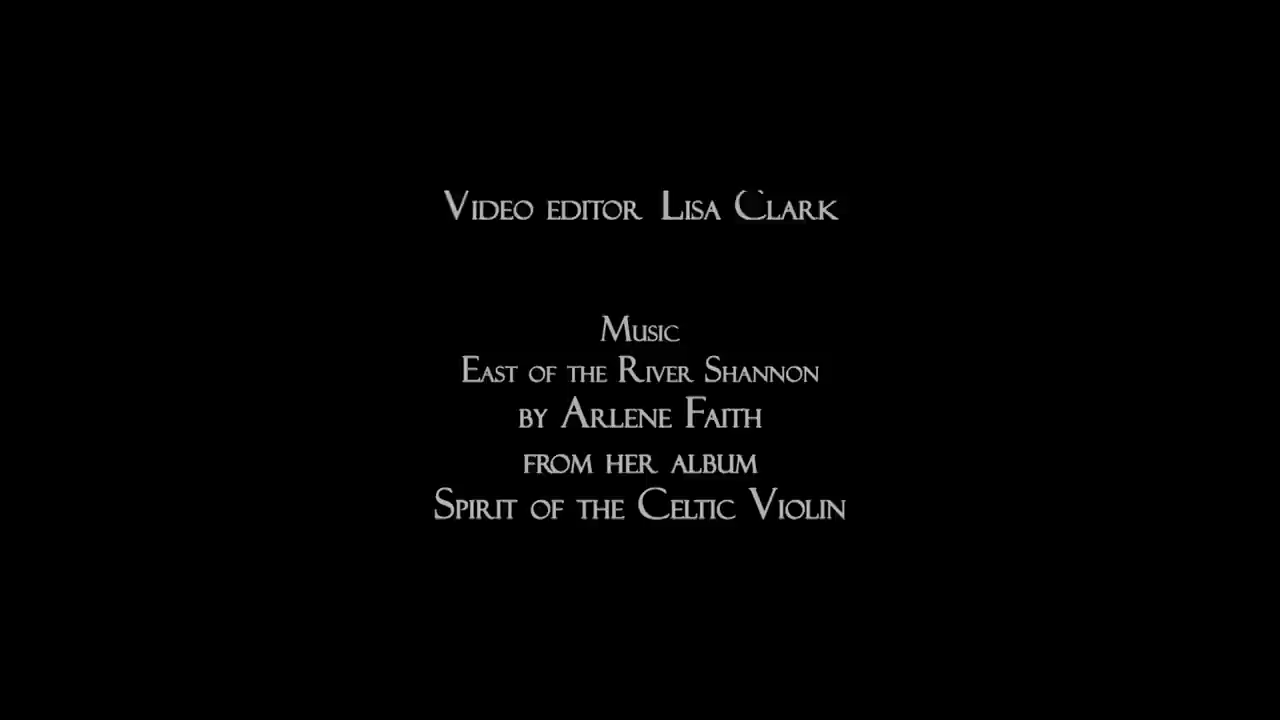 Video editor Lisa Clark
Music
East of the River Shannon
by Arlene Faith
from her album
Spirit of the Celtic Violin